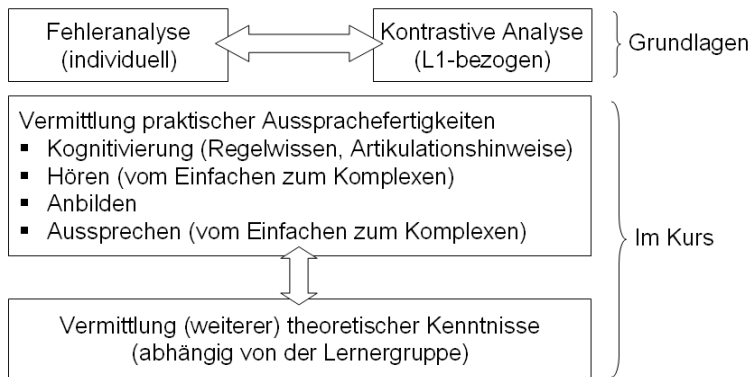 Fehleranalyse
(individuell)
Kontrastive Analyse
(L1-bezogen)
Grundlagen
Vermittlung praktischer Aussprachefertigkeiten
▪ Kognitivierung (Regelwissen, Artikulationshinweise)
▪ Hören (vom Einfachen zum Komplexen)
▪ Anbilden
▪ Aussprechen (vom Einfachen zum Komplexen)
Im Kurs
Vermittlung (weiterer) theoretischer Kenntnisse
(abhängig von der Lernergruppe)